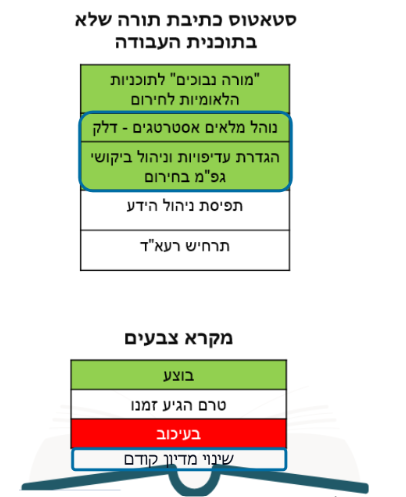 סטאטוס כתיבת תורה שלא
בתוכנית העבודה
"מורה נבוכים" לתוכניות
הלאומיות לחירום
נוהל מלאים אסטרטגים - דלק
הגדרת עדיפויות וניהול ביקושי
גפ"מ בחירום
תפיסת ניהול הידע
תרחיש רעא"ד
מקרא צבעים
בוצע
טרם הגיע זמנו
בעיכוב
שינוי מדיון קודם